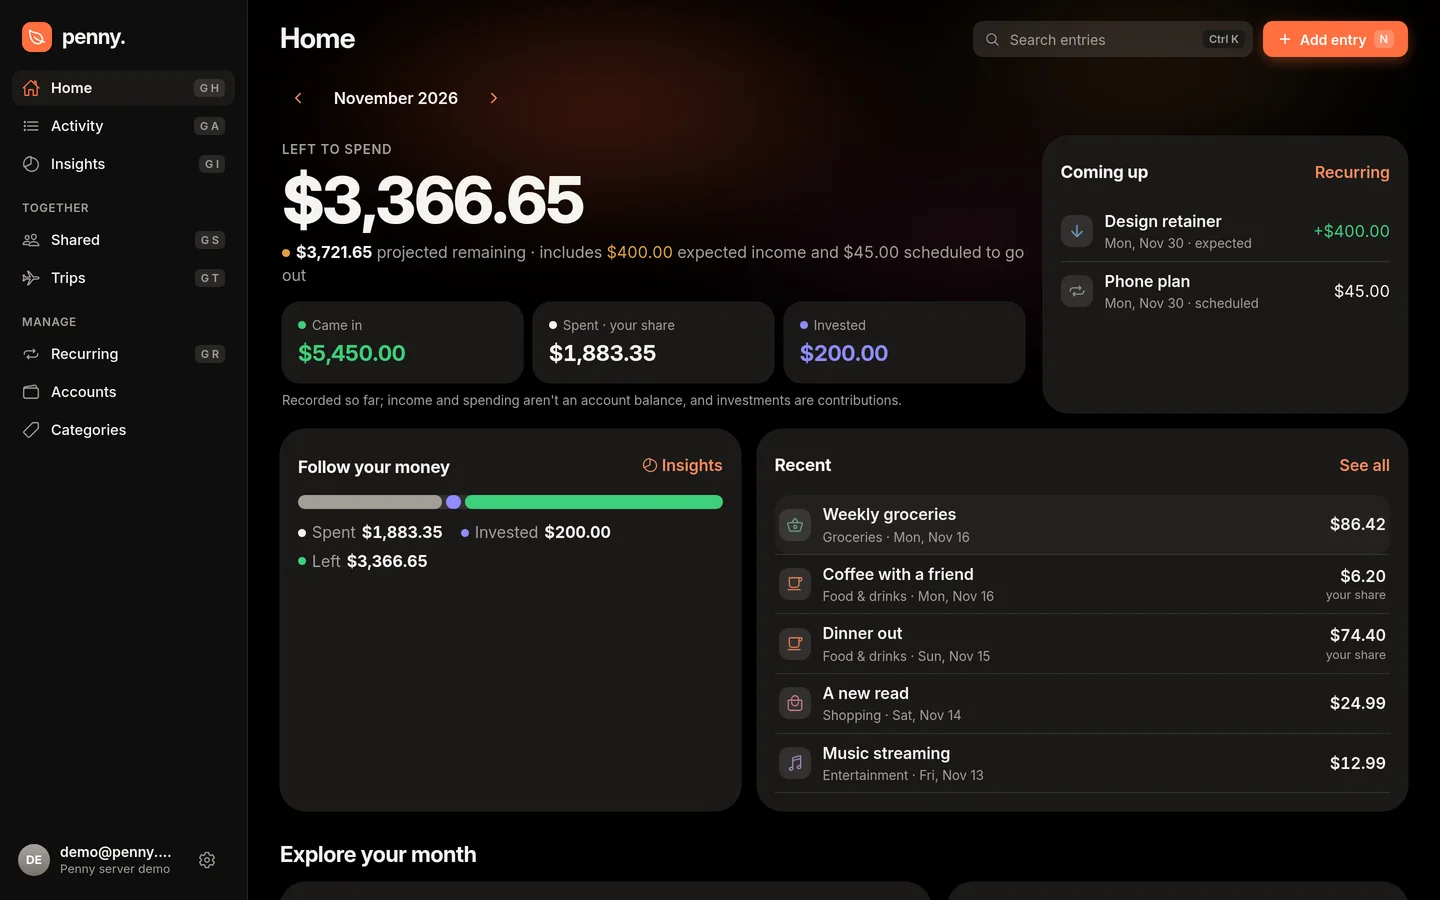 penny.
Home
G H
Activity
G A
Insights
G I
TOGETHER
Shared
G S
Trips
G T
MANAGE
Recurring
G R
Accounts
Categories
DE
demo@penny....
Penny server demo
Home
Search entries
Ctrl K
+ Add entry
N
November 2026
LEFT TO SPEND
$3,366.65
$3,721.65 projected remaining · includes $400.00 expected income and $45.00 scheduled to go
out
Came in
$5,450.00
Spent · your share
$1,883.35
Invested
$200.00
Recorded so far; income and spending aren't an account balance, and investments are contributions.
Coming up
Recurring
Design retainer
Mon, Nov 30 · expected
+$400.00
Phone plan
Mon, Nov 30 · scheduled
$45.00
Follow your money
Insights
Spent $1,883.35
Invested $200.00
Left $3,366.65
Recent
See all
Weekly groceries
Groceries · Mon, Nov 16
$86.42
Coffee with a friend
Food & drinks · Mon, Nov 16
$6.20
your share
Dinner out
Food & drinks · Sun, Nov 15
$74.40
your share
A new read
Shopping · Sat, Nov 14
$24.99
Music streaming
Entertainment · Fri, Nov 13
$12.99
Explore your month